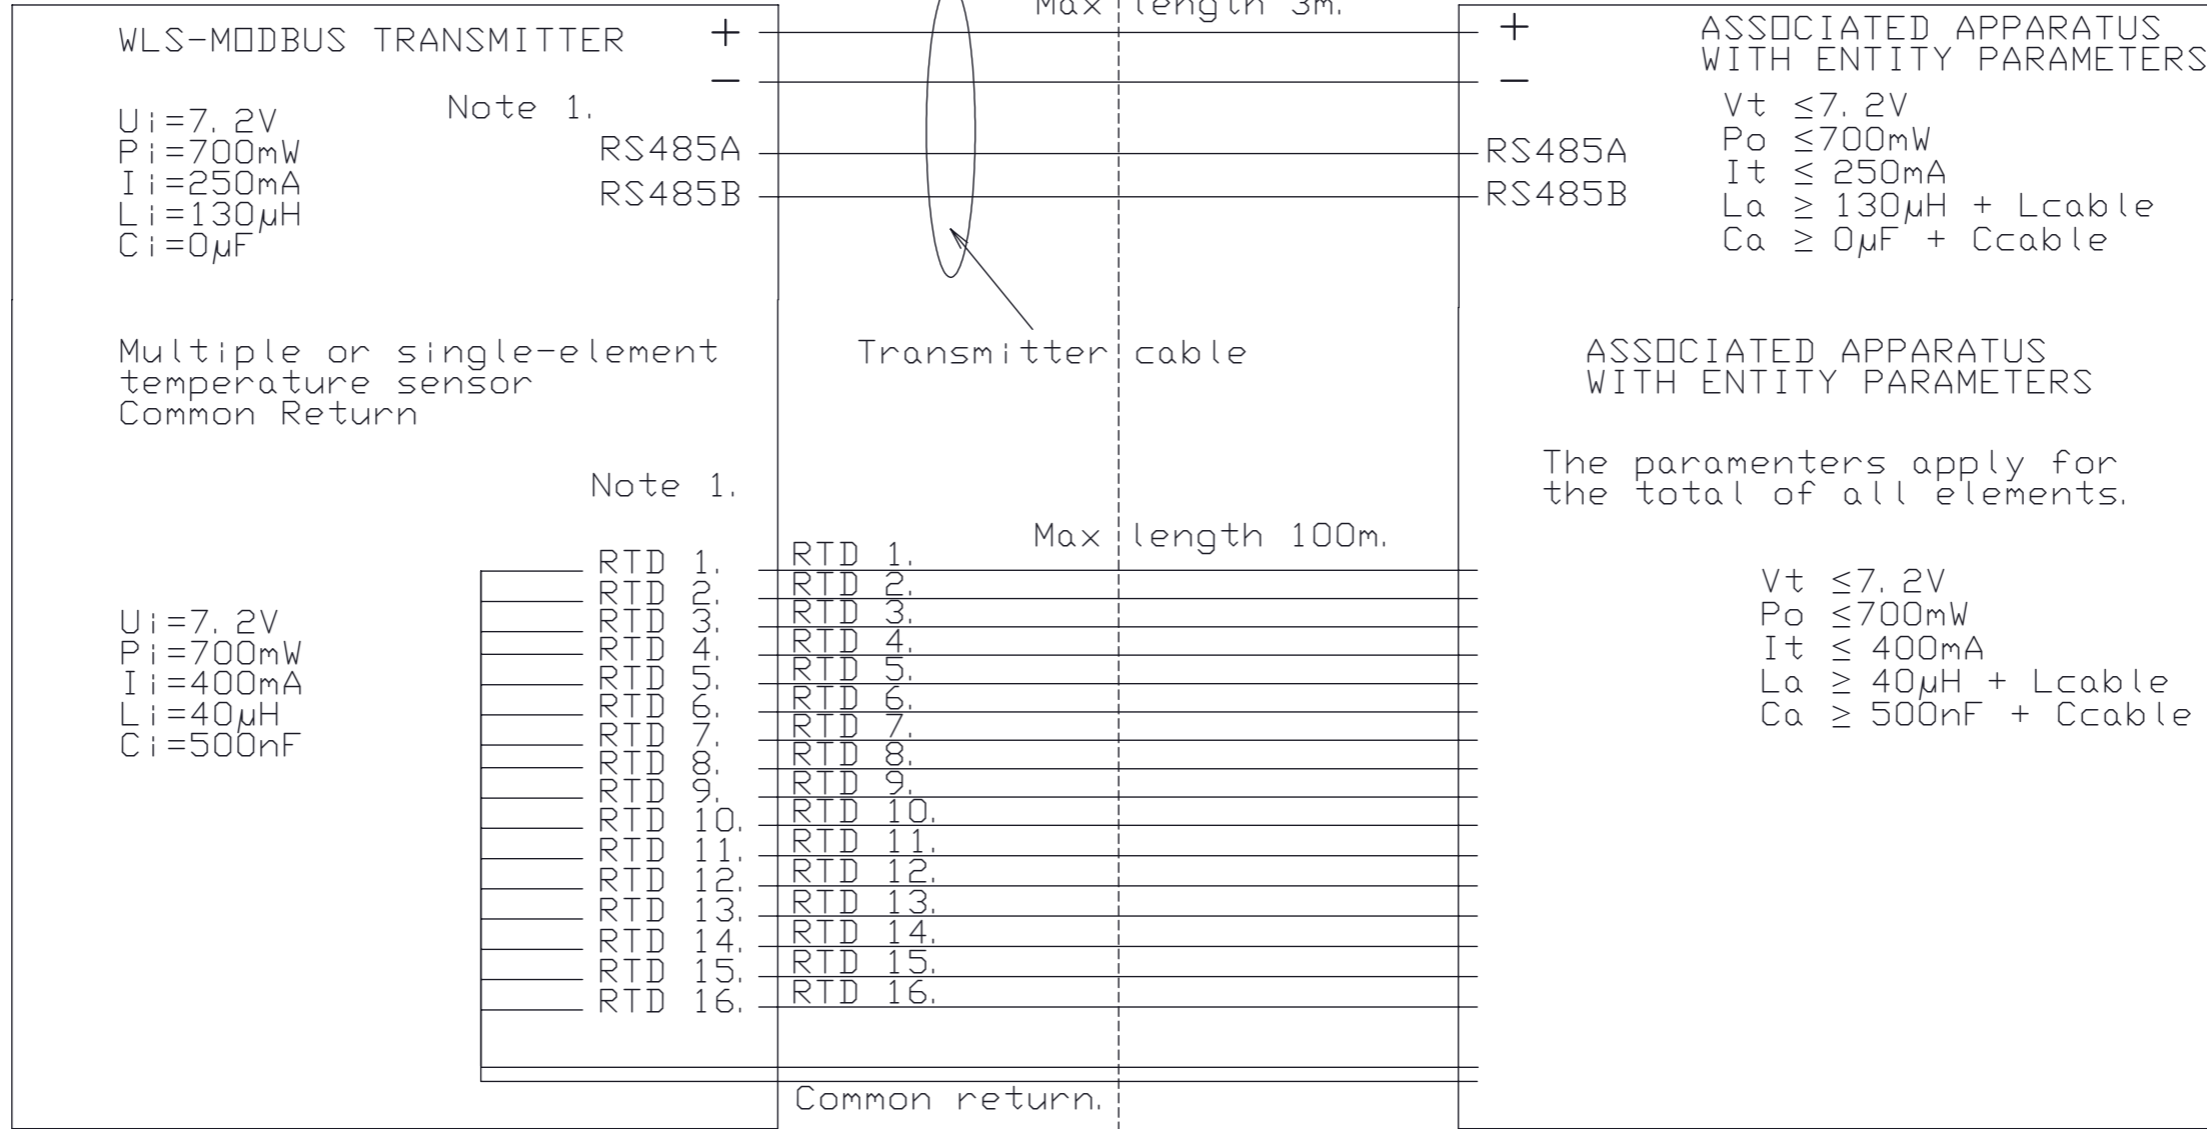 Max length 3m.
WLS-MODBUS TRANSMITTER
+
−
Note 1.
Ui=7. 2V
Pi=700mW
Ii=250mA
Li=130µH
Ci=0µF
RS485A
RS485B
+
−
RS485A
RS485B
ASSOCIATED APPARATUS
WITH ENTITY PARAMETERS
Vt ≤7. 2V
Po ≤700mW
It ≤ 250mA
La ≥ 130µH + Lcable
Ca ≥ 0µF + Ccable
Transmitter cable
Multiple or single-element
temperature sensor
Common Return
Note 1.
Ui=7. 2V
Pi=700mW
Ii=400mA
Li=40µH
Ci=500nF
RTD 1.
RTD 2.
RTD 3.
RTD 4.
RTD 5.
RTD 6.
RTD 7.
RTD 8.
RTD 9.
RTD 10.
RTD 11.
RTD 12.
RTD 13.
RTD 14.
RTD 15.
RTD 16.
RTD 1.
RTD 2.
RTD 3.
RTD 4.
RTD 5.
RTD 6.
RTD 7.
RTD 8.
RTD 9.
RTD 10.
RTD 11.
RTD 12.
RTD 13.
RTD 14.
RTD 15.
RTD 16.
Max length 100m.
Common return.
ASSOCIATED APPARATUS
WITH ENTITY PARAMETERS
The paramenters apply for
the total of all elements.
Vt ≤7. 2V
Po ≤700mW
It ≤ 400mA
La ≥ 40µH + Lcable
Ca ≥ 500nF + Ccable